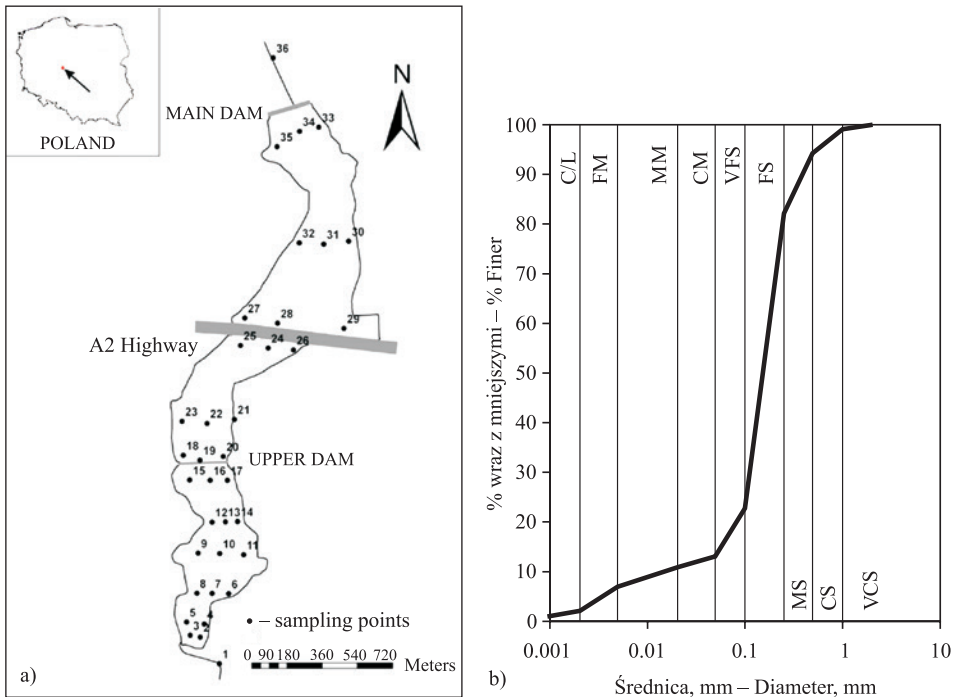 POLAND
36
N
MAIN DAM
33
34
35
32 31 30
27
28
29
A2 Highway
25 24 26
23 22 21
18 19 20
UPPER DAM
15 16 17
12 13 14
9 10 11
8 7 6
5 4
3 2
1
• – sampling points
0 90 180 360 540 720
Meters
a)
% wraz z mniejszymi – % Finer
100
90
80
70
60
50
40
30
20
10
0
C/L
FM
MM
CM
VFS
FS
MS
CS
VCS
0.001 0.01 0.1 1 10
Średnica, mm – Diameter, mm
b)